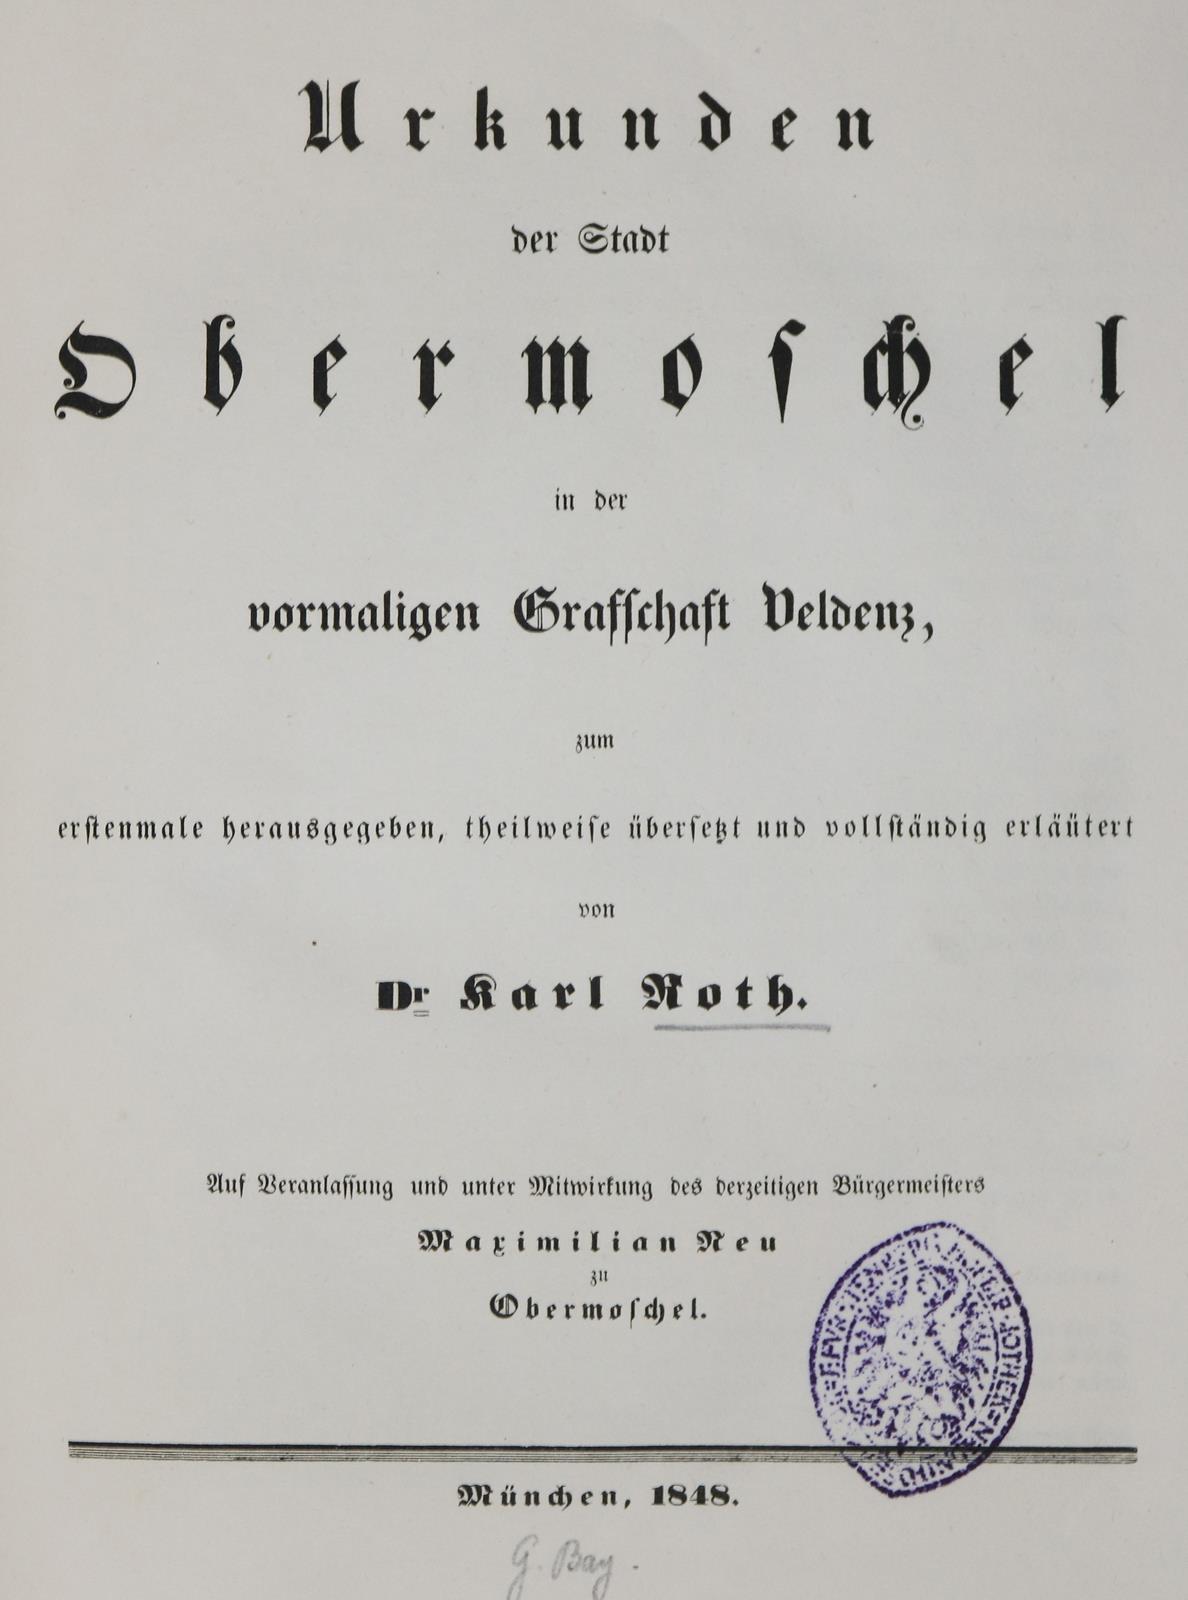 Urkunden
der Stadt
Obermoschel
in der
vormaligen Grafschaft Veldenz,
zum
erstenmale herausgegeben, theilweise übersetzt und vollständig erläütert
von
Dr Karl Roth.
Auf Veranlassung und unter Mitwirkung des derzeitigen Bürgermeisters
Maximilian Neu
zu
Obermoschel.
München, 1848.
G. Bay.